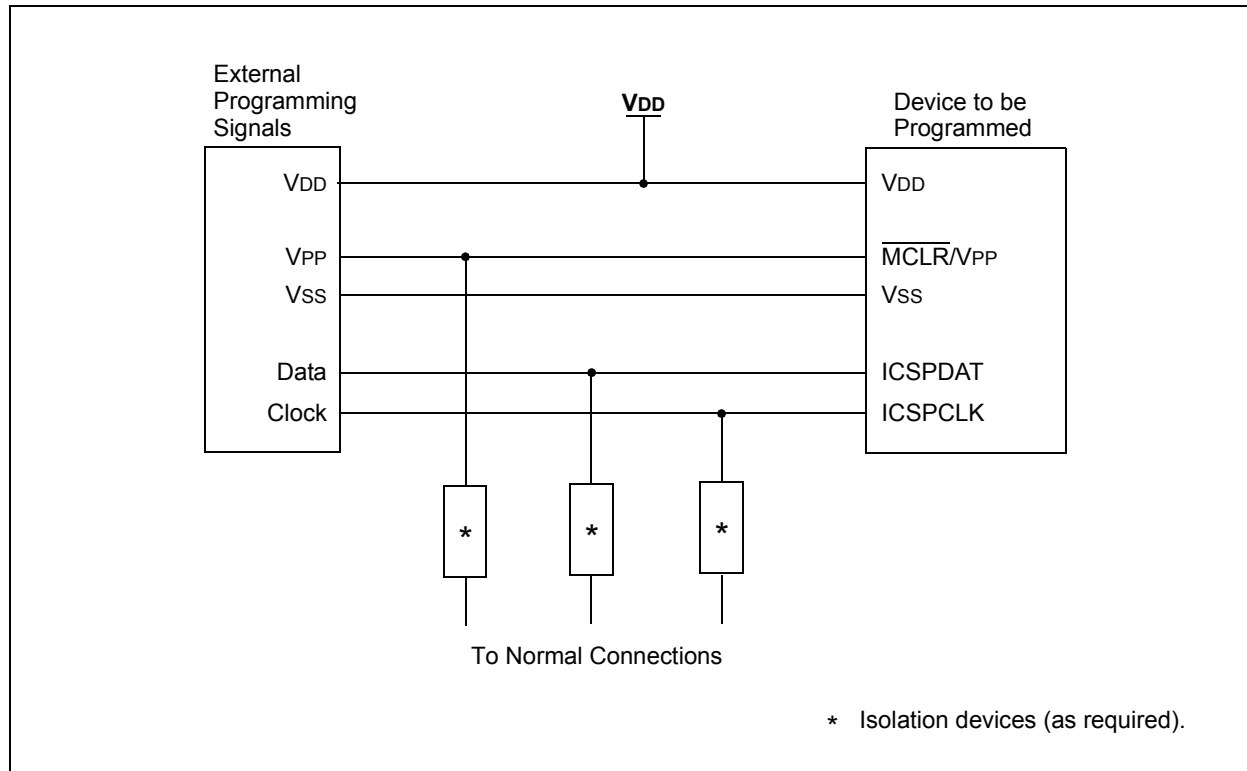 External
Programming
Signals
VDD
Device to be
Programmed
VDD
VDD
VPP
MCLR/VPP
VSS
VSS
Data
ICSPDAT
Clock
ICSPCLK
* * *
To Normal Connections
* Isolation devices (as required).